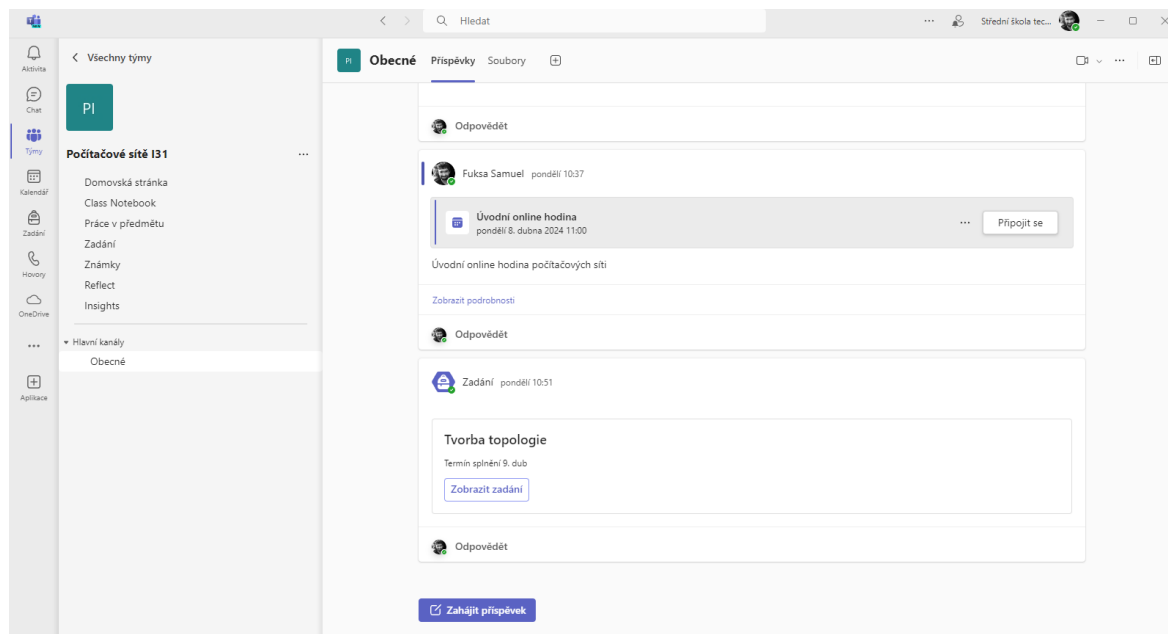 Hledat
Střední škola tec...
Aktivita
Chat
Týmy
Kalendář
Zadání
Hovory
OneDrive
Aplikace
Všechny týmy
PI
Počítačové sítě I31
Domovská stránka
Class Notebook
Práce v předmětu
Zadání
Známky
Reflect
Insights
Hlavní kanály
Obecné
PI Obecné Příspěvky Soubory
Odpovědět
Fuksa Samuel pondělí 10:37
Úvodní online hodina
pondělí 8. dubna 2024 11:00
Připojit se
Úvodní online hodina počítačových síti
Zobrazit podrobnosti
Odpovědět
Zadání pondělí 10:51
Tvorba topologie
Termín splnění 9. dub
Zobrazit zadání
Odpovědět
Zahájit příspěvek